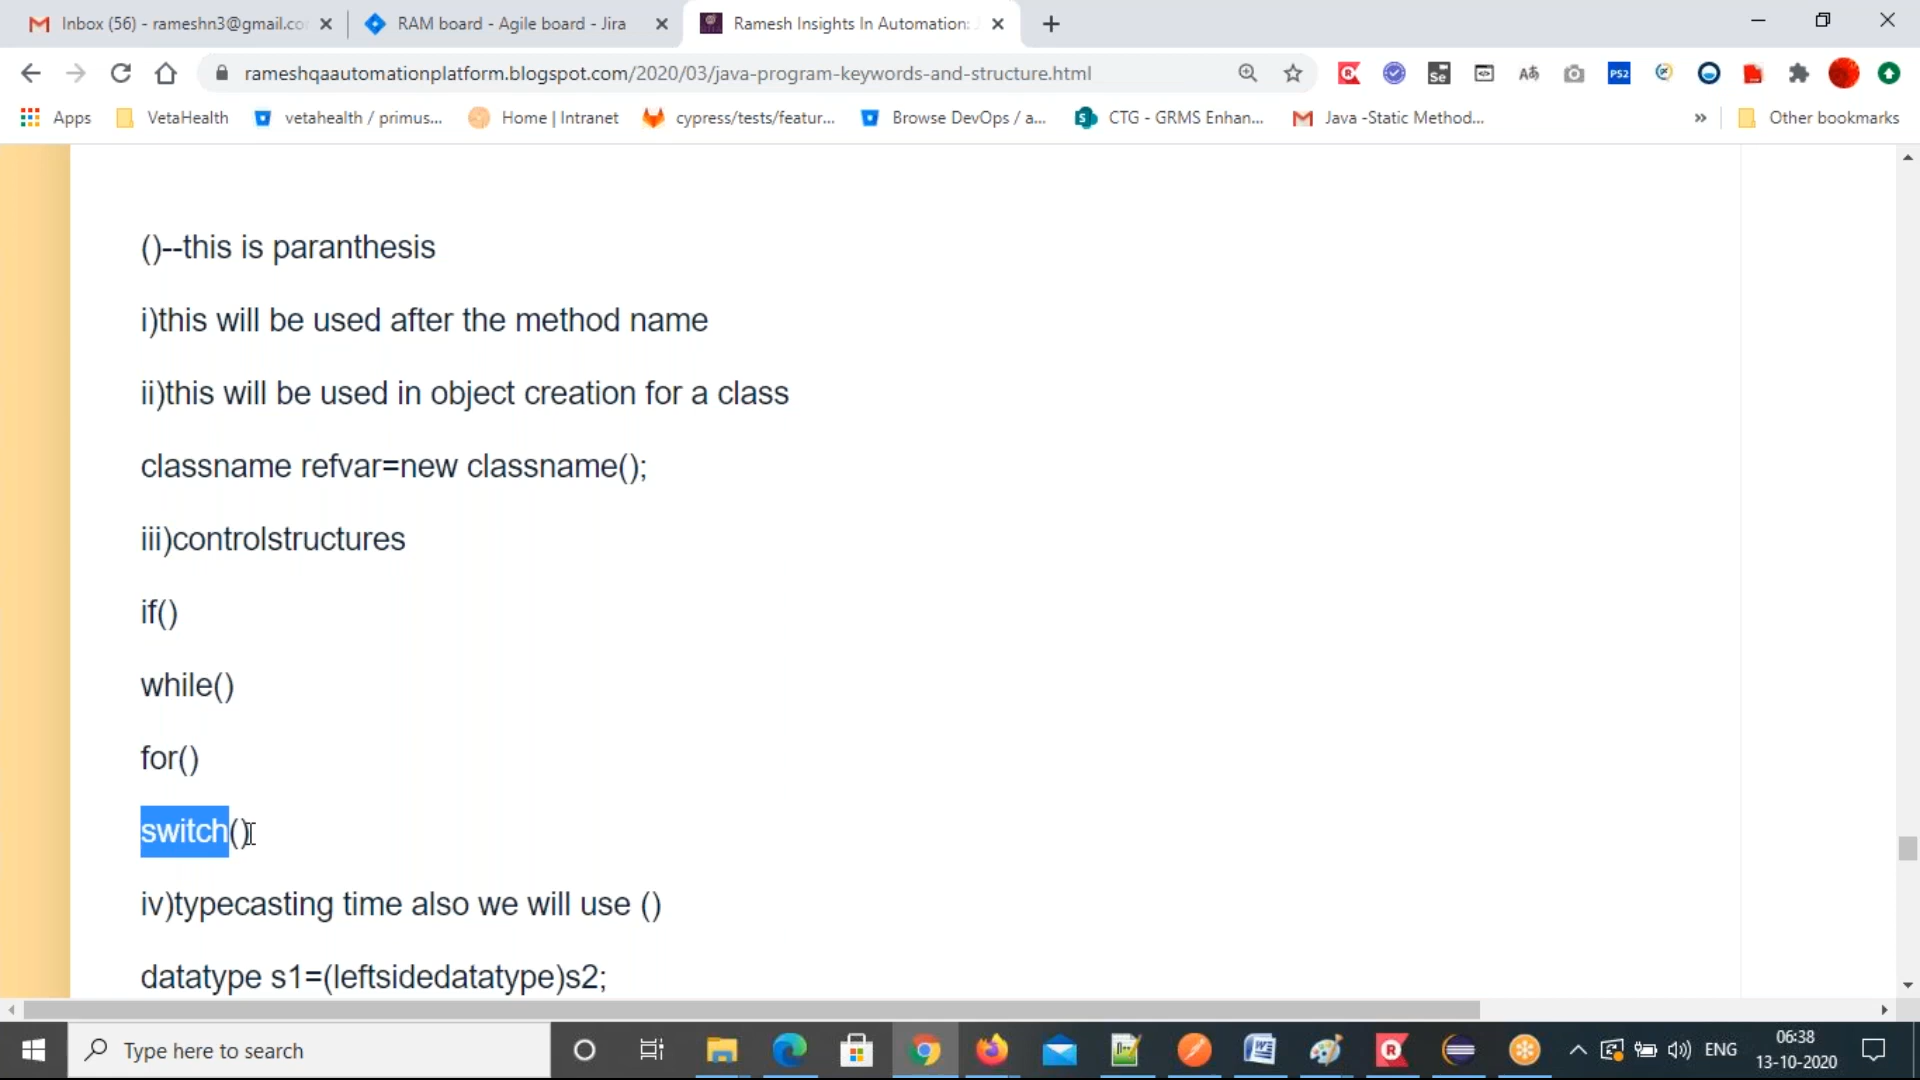 Inbox (56) - rameshn3@gmail.co
RAM board - Agile board - Jira
Ramesh Insights In Automation:
rameshqaautomationplatform.blogspot.com/2020/03/java-program-keywords-and-structure.html
Se
PS2
Apps
VetaHealth
vetahealth / primus...
Home | Intranet
cypress/tests/featur...
Browse DevOps / a...
CTG - GRMS Enhan...
Java -Static Method...
»
Other bookmarks
()--this is paranthesis
i)this will be used after the method name
ii)this will be used in object creation for a class
classname refvar=new classname();
iii)controlstructures
if()
while()
for()
switch()
iv)typecasting time also we will use ()
datatype s1=(leftsidedatatype)s2;
Type here to search
ENG
06:38
13-10-2020